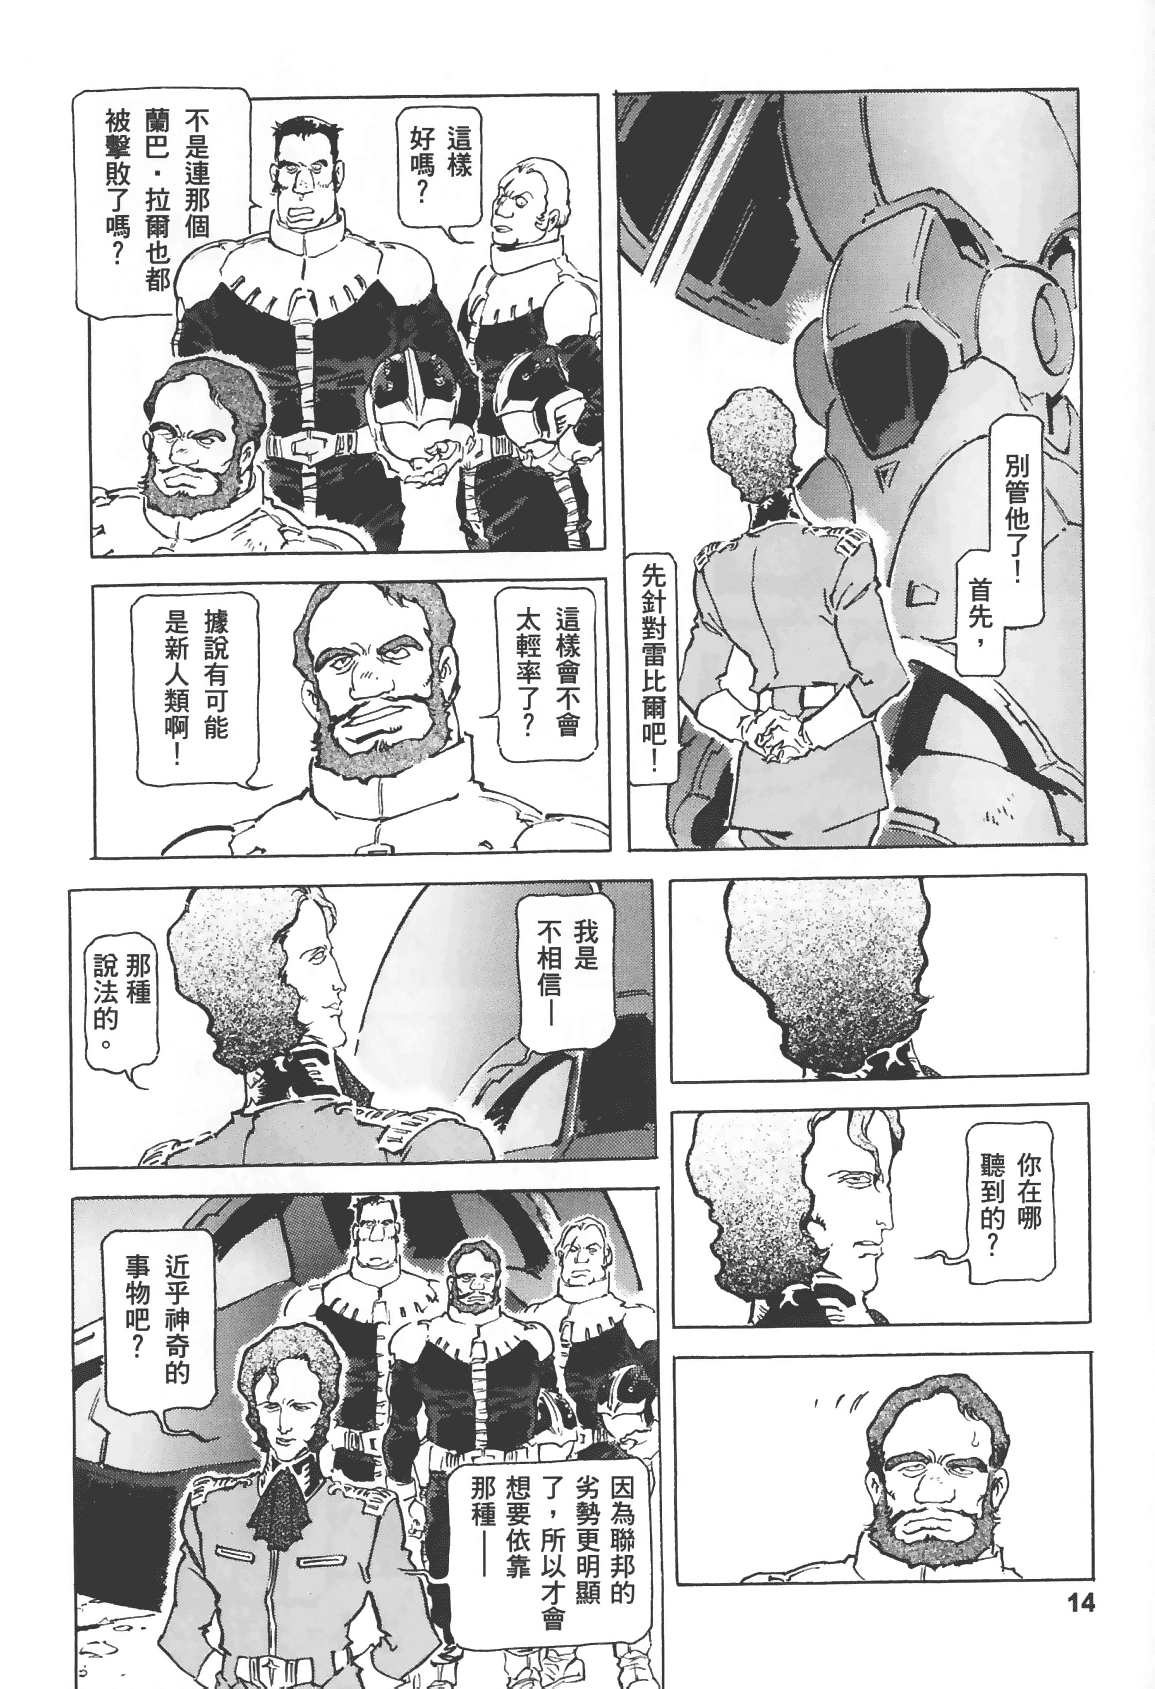 別管他了！
首先，
先針對雷比爾吧！
這樣
好嗎？
不是連那個
蘭巴・拉爾也都
被擊敗了嗎？
這樣會不會
太輕率了？
據說有可能
是新人類啊！
你在哪
聽到的？
我是
不相信—
那種
說法的。
因為聯邦的
劣勢更明顯
了，所以才會
想要依靠
那種——
近乎神奇的
事物吧？
14